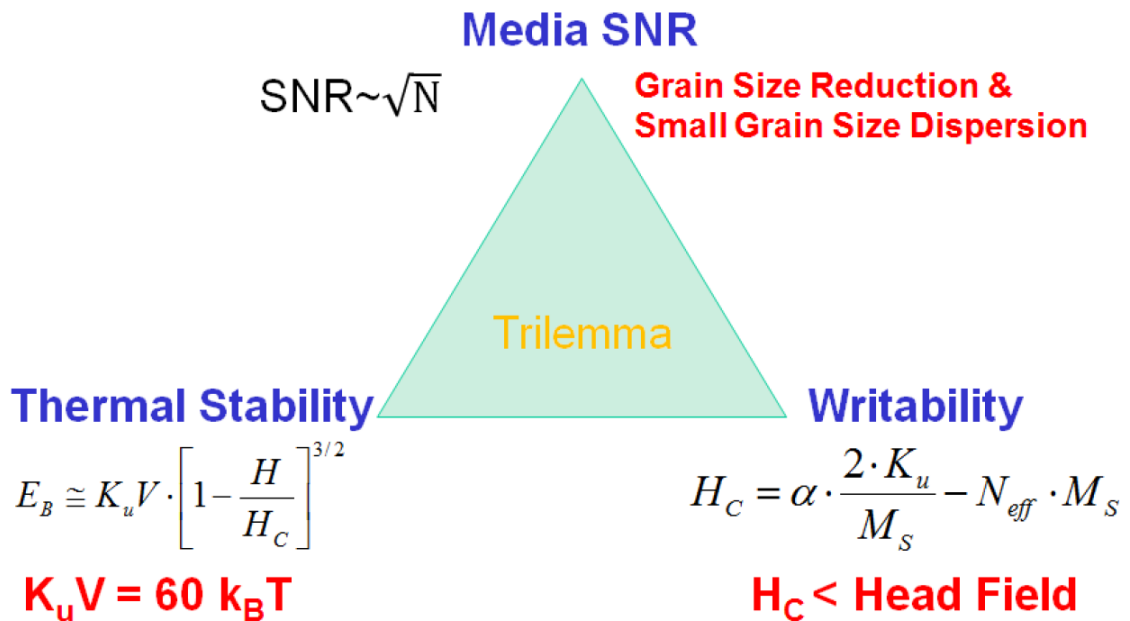 Media SNR
SNR~√N
Grain Size Reduction &
Small Grain Size Dispersion
Trilemma
Thermal Stability
Writability
E_B ≅ K_u V · [1 − H/H_C]^{3/2}
H_C = α · (2 · K_u)/M_S − N_eff · M_S
K_uV = 60 k_BT
H_C < Head Field